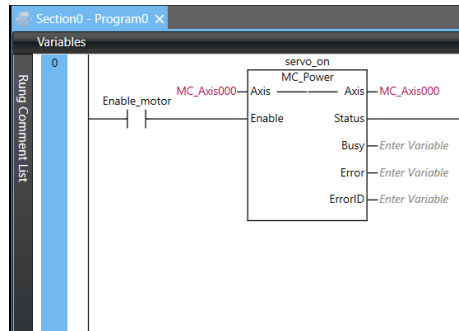 Section0 - Program0 ×
Variables
0
Rung Comment List
servo_on
MC_Power
Enable_motor
MC_Axis000 Axis Axis MC_Axis000
Enable Status
Busy Enter Variable
Error Enter Variable
ErrorID Enter Variable